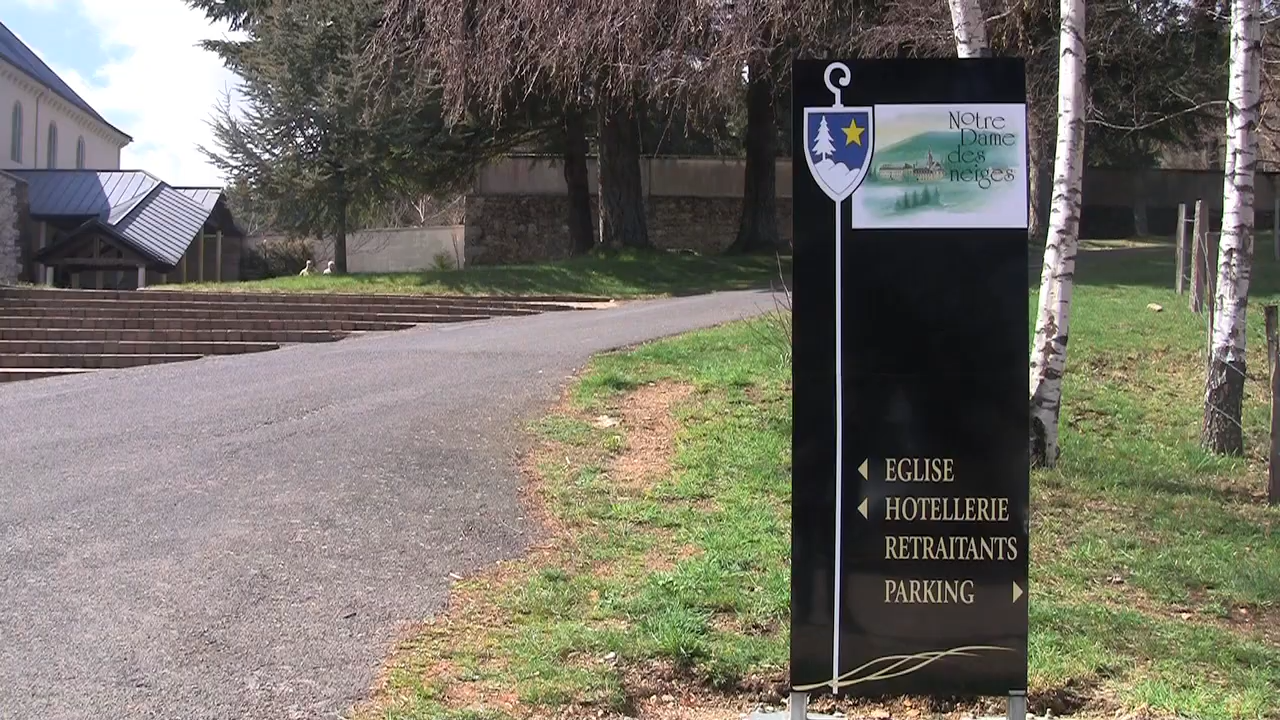 Notre
Dame
des
neiges
EGLISE
HOTELLERIE
RETRAITANTS
PARKING